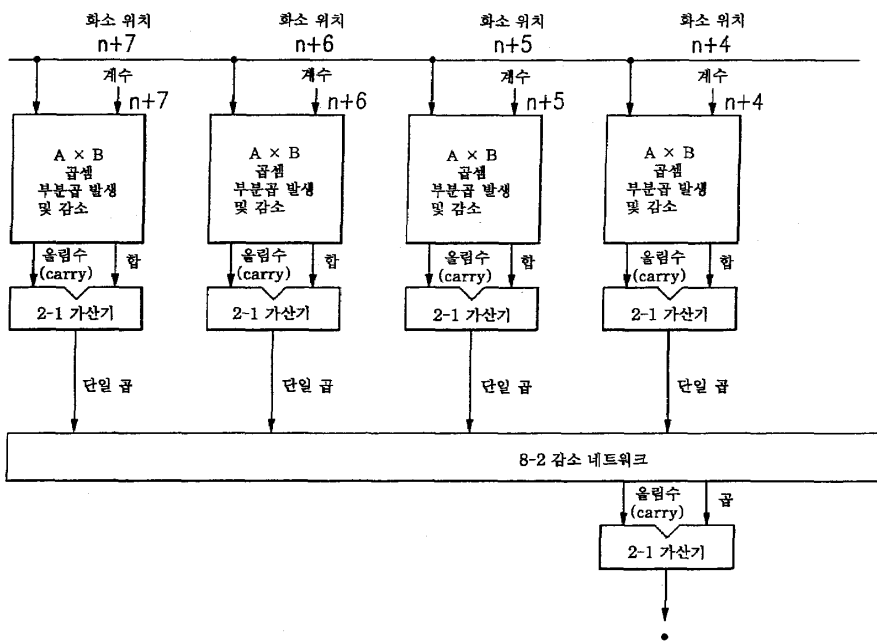 화소 위치 화소 위치 화소 위치 화소 위치
n+7 n+6 n+5 n+4
계수 계수 계수 계수
n+7 n+6 n+5 n+4
A × B A × B A × B A × B
곱셈 곱셈 곱셈 곱셈
부분곱 발생 부분곱 발생 부분곱 발생 부분곱 발생
및 감소 및 감소 및 감소 및 감소
올림수 합 올림수 합 올림수 합 올림수 합
(carry) (carry) (carry) (carry)
2-1 가산기 2-1 가산기 2-1 가산기 2-1 가산기
단일 곱 단일 곱 단일 곱 단일 곱
8-2 감소 네트워크
올림수 곱
(carry)
2-1 가산기